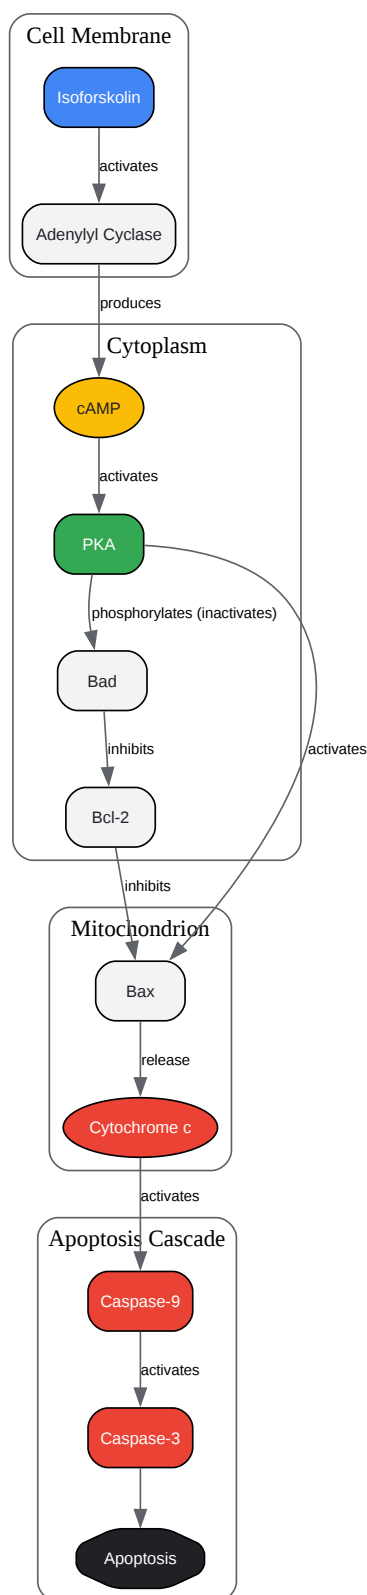 Cell Membrane
Isoforskolin
activates
Adenylyl Cyclase
produces
Cytoplasm
cAMP
activates
PKA
phosphorylates (inactivates)
Bad
inhibits
activates
Bcl-2
inhibits
Mitochondrion
Bax
release
Cytochrome c
activates
Apoptosis Cascade
Caspase-9
activates
Caspase-3
Apoptosis